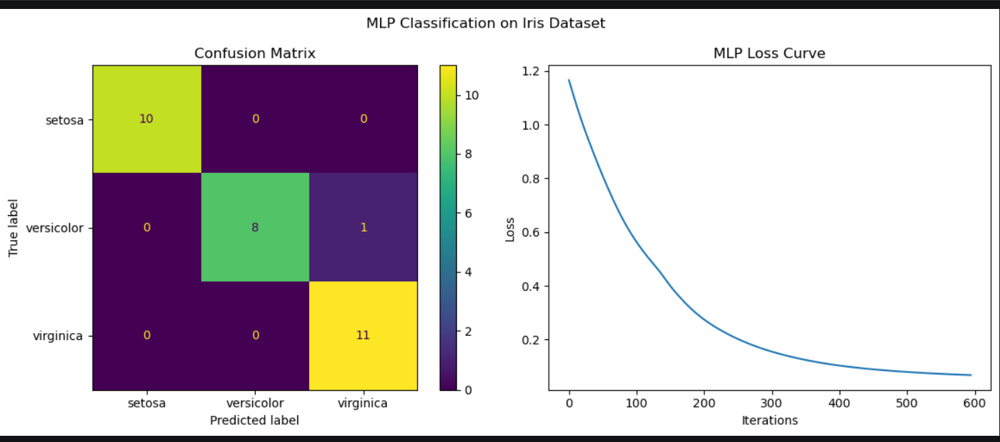 MLP Classification on Iris Dataset
Confusion Matrix
True label
setosa
versicolor
virginica
10 0 0
0 8 1
0 0 11
setosa versicolor virginica
Predicted label
10
8
6
4
2
0
MLP Loss Curve
Loss
1.2
1.0
0.8
0.6
0.4
0.2
0 100 200 300 400 500 600
Iterations